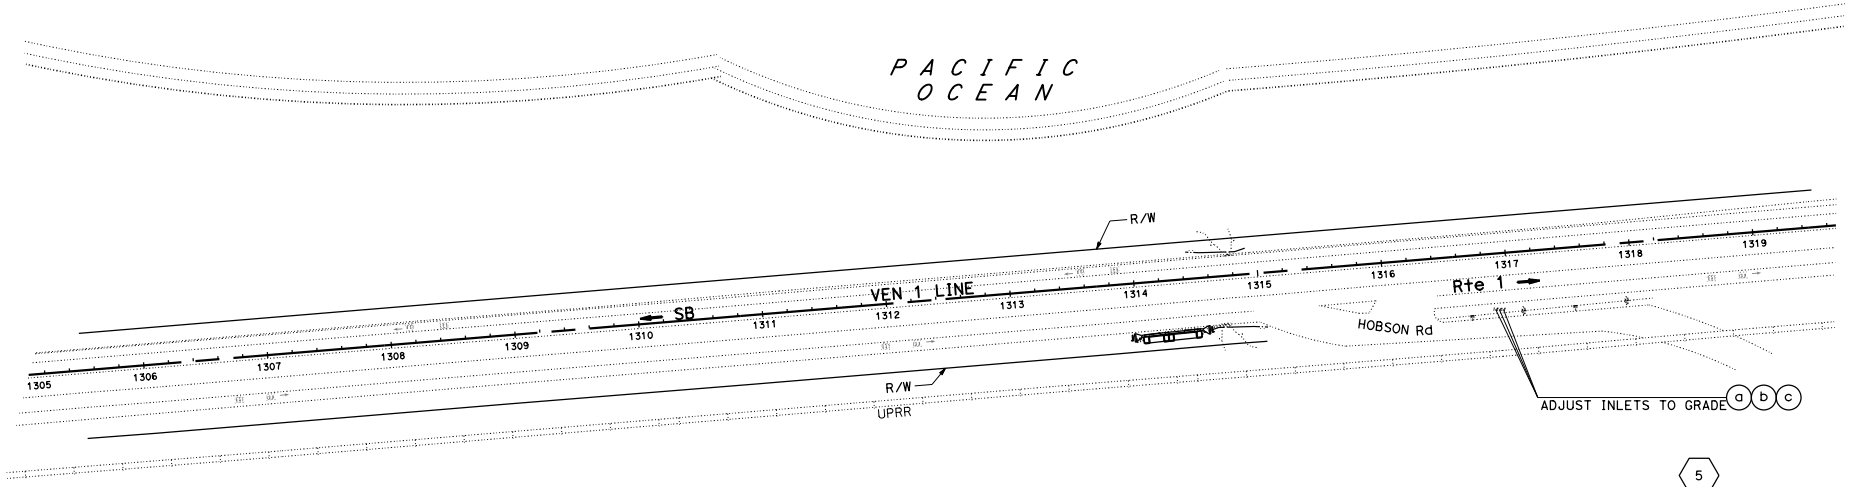 PACIFIC
OCEAN
R/W
1305
1306
1307
1308
1309
1310
1311
1312
1313
1314
1315
1316
1317
1318
1319
SB
VEN 1 LINE
Rte 1
HOBSON Rd
R/W
UPRR
ADJUST INLETS TO GRADE a b c
5